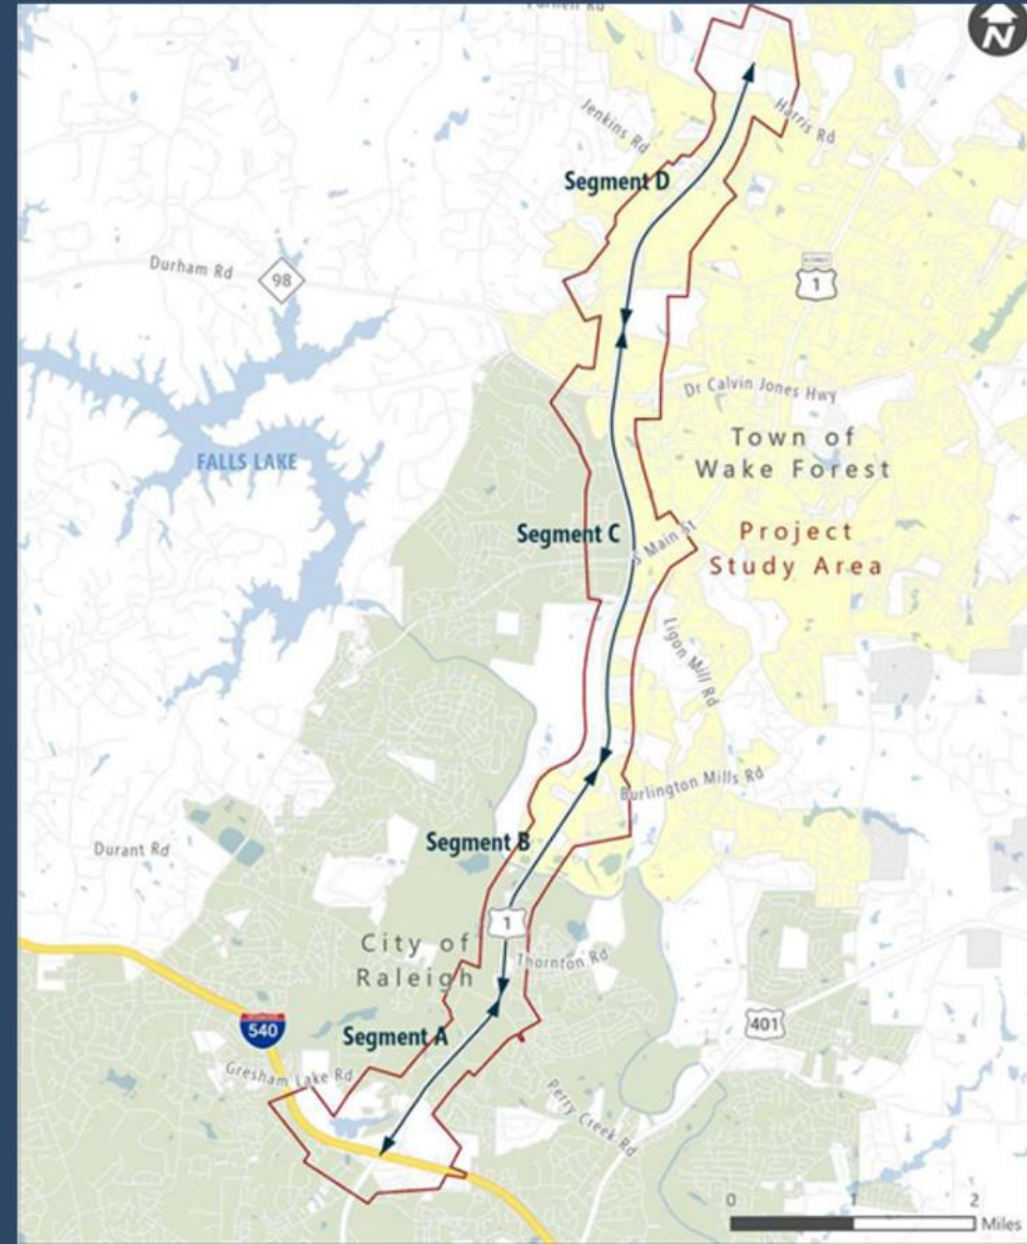 N
Jenkins Rd
Harris Rd
Segment D
Durham Rd
98
1
Dr Calvin Jones Hwy
Town of
Wake Forest
FALLS LAKE
Segment C
S Main St
Project
Study Area
Ligon Mill Rd
Burlington Mills Rd
Segment B
Durant Rd
1
City of
Raleigh
Thornton Rd
401
540
Segment A
Gresham Lake Rd
Perry Creek Rd
0
1
2
Miles